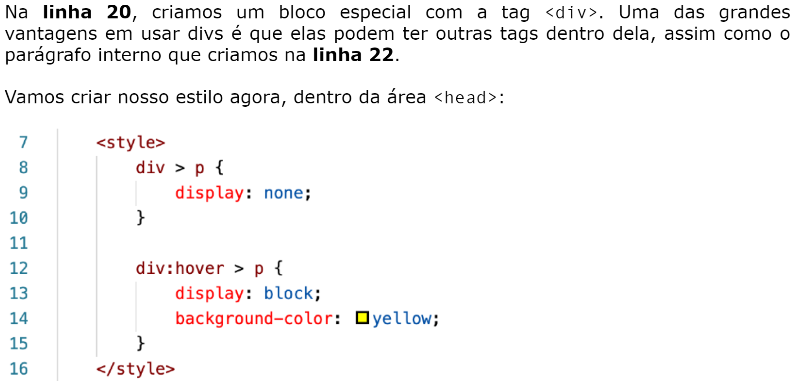 Na linha 20, criamos um bloco especial com a tag <div>. Uma das grandes
vantagens em usar divs é que elas podem ter outras tags dentro dela, assim como o
parágrafo interno que criamos na linha 22.
Vamos criar nosso estilo agora, dentro da área <head>:
7 <style>
8 div > p {
9 display: none;
10 }
11
12 div:hover > p {
13 display: block;
14 background-color: yellow;
15 }
16 </style>